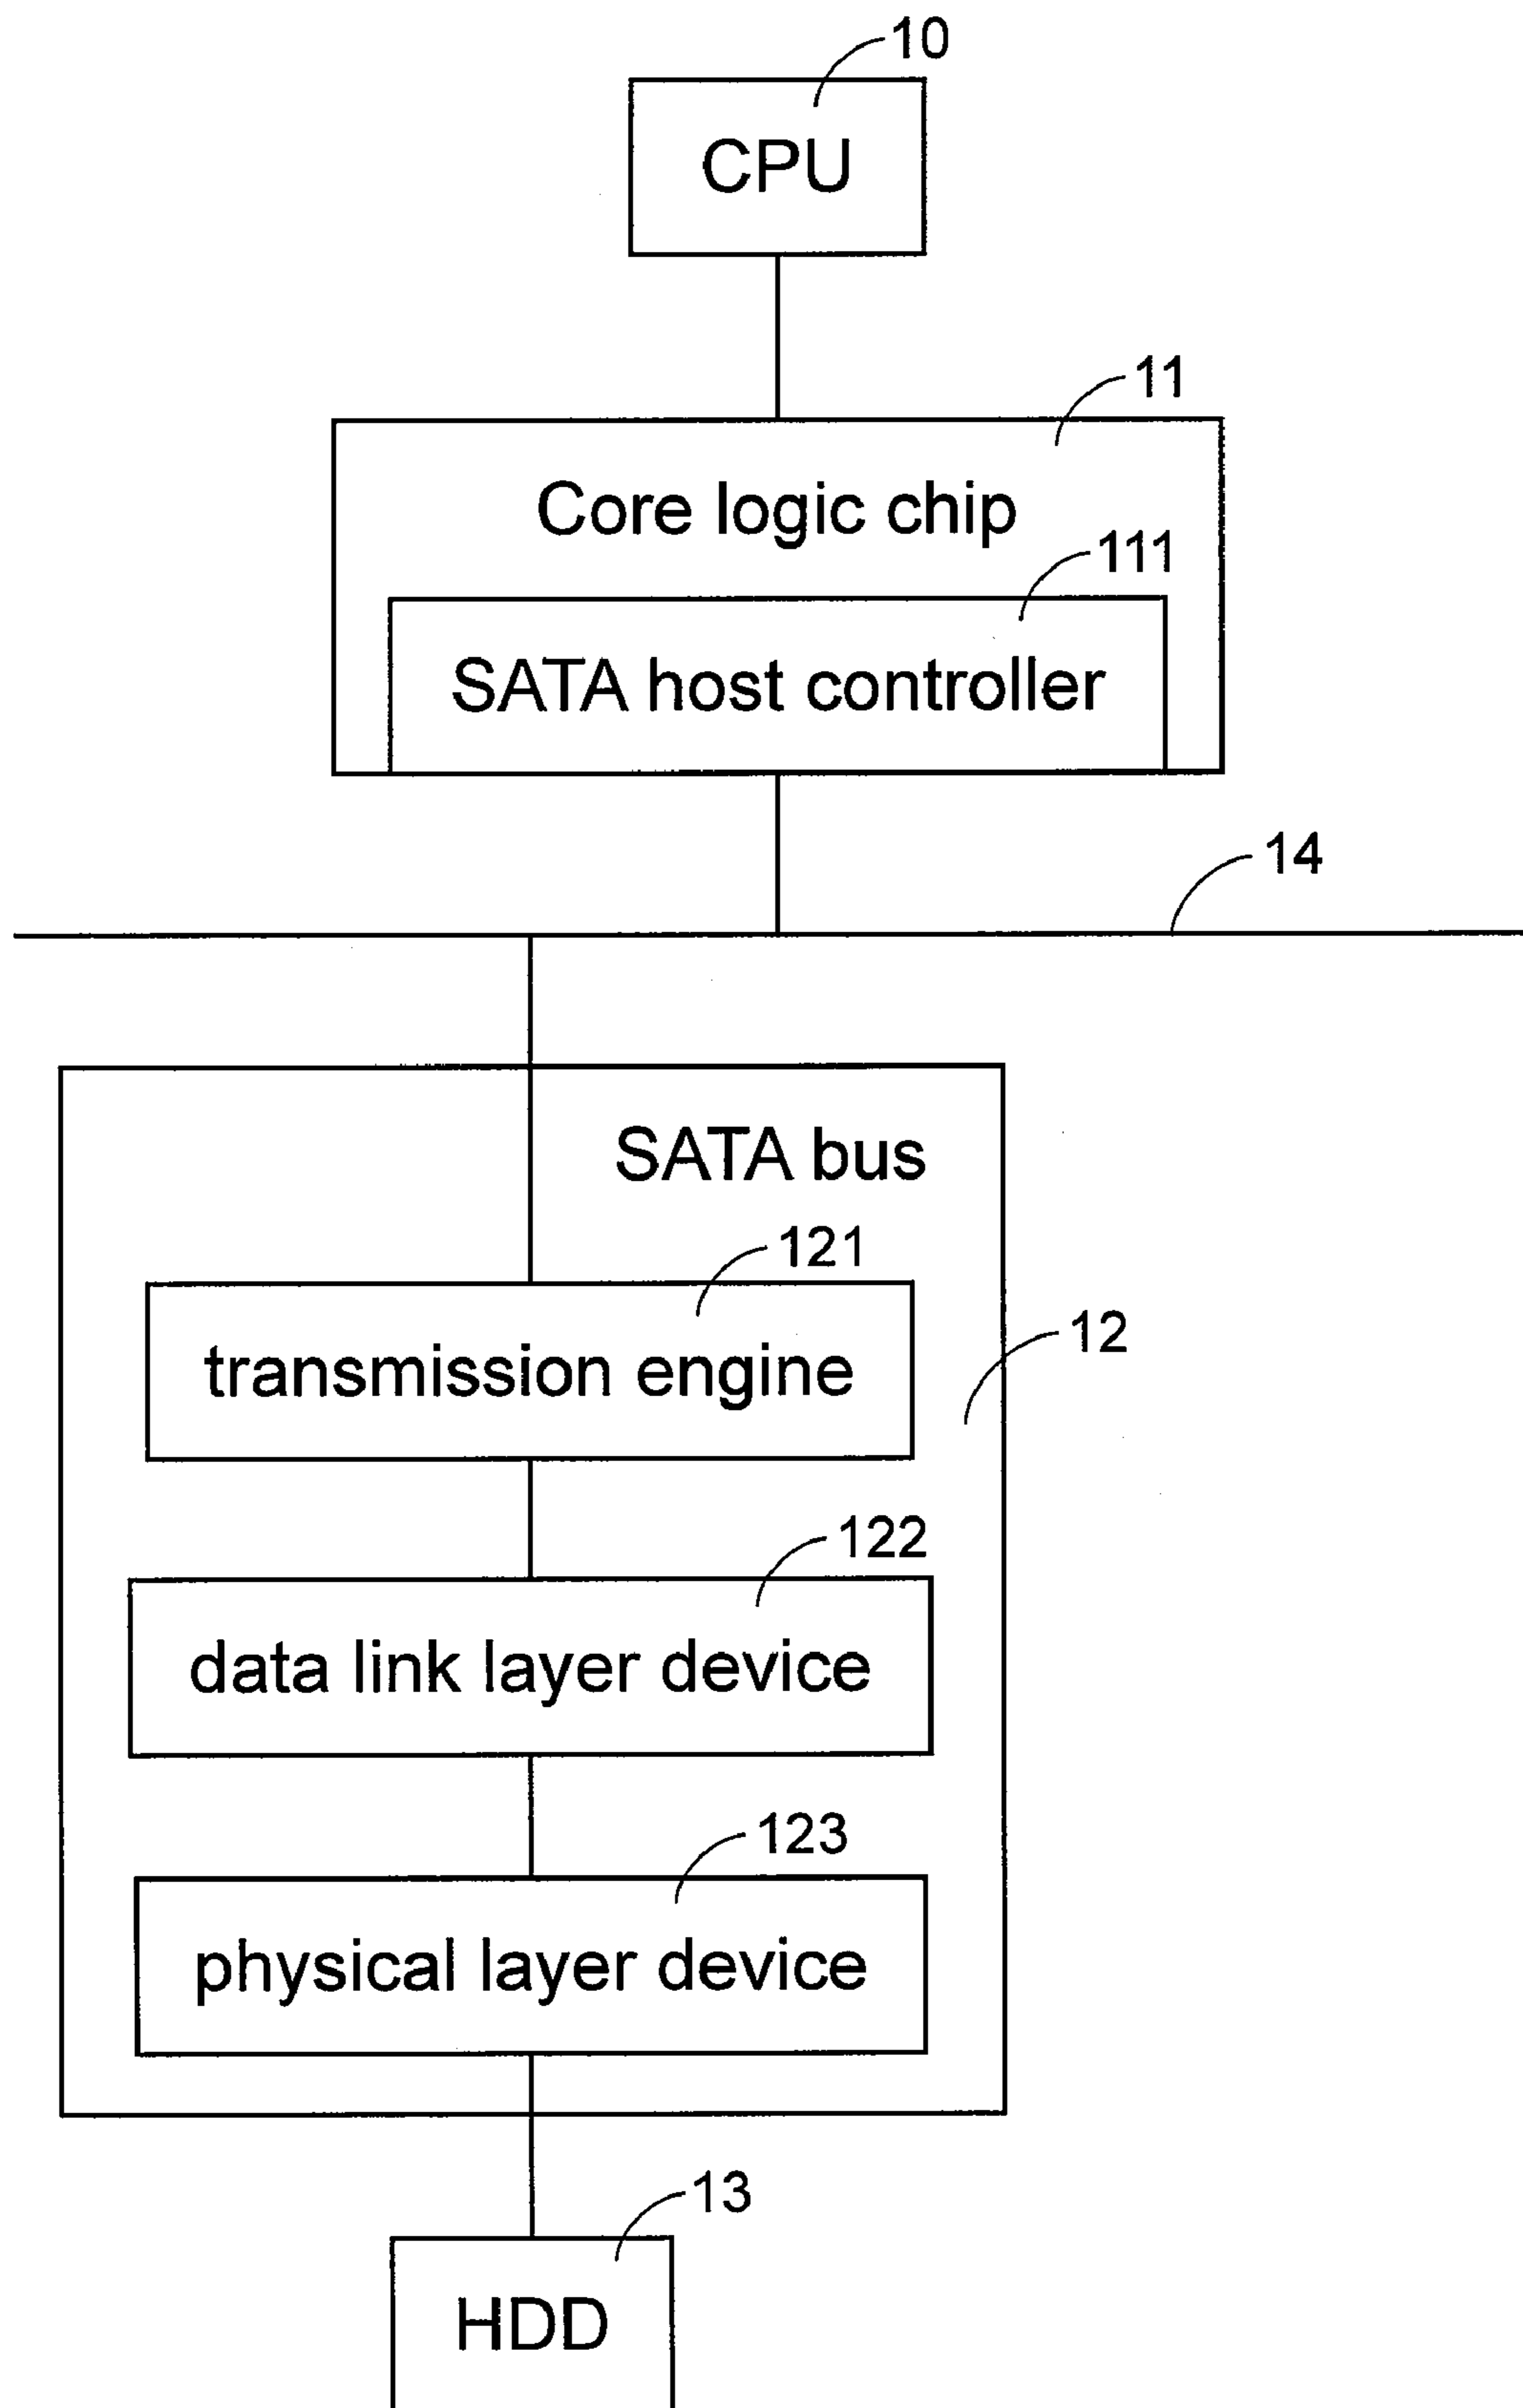 10
CPU
11
Core logic chip
111
SATA host controller
14
SATA bus
121
transmission engine
12
122
data link layer device
123
physical layer device
13
HDD